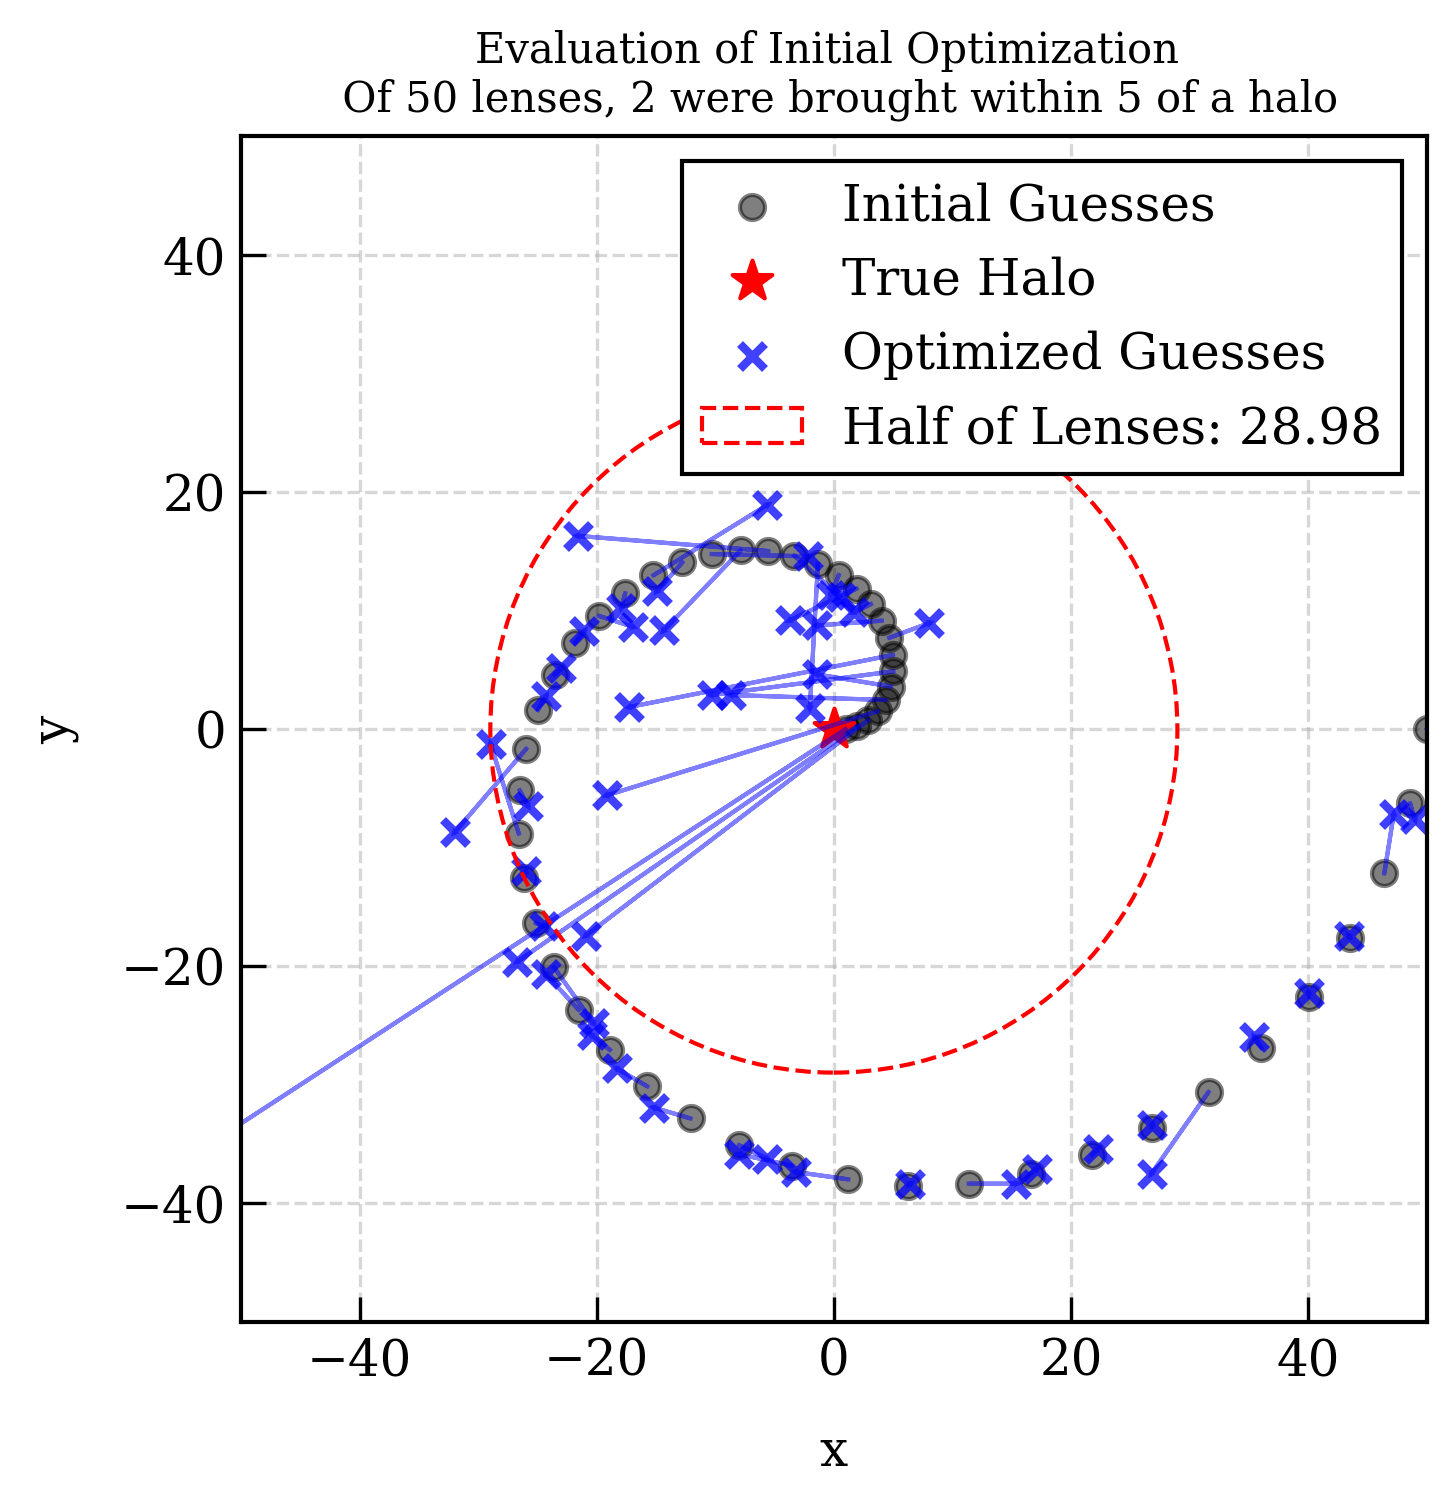 Evaluation of Initial Optimization
Of 50 lenses, 2 were brought within 5 of a halo
Initial Guesses
True Halo
Optimized Guesses
Half of Lenses: 28.98
40
20
0
−20
−40
y
−40 −20 0 20 40
x